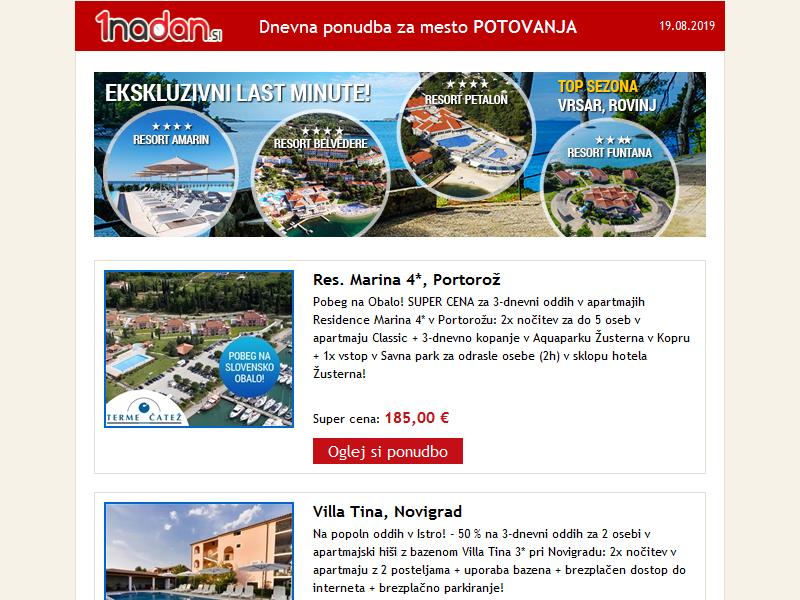 1nadan.SI
Dnevna ponudba za mesto POTOVANJA
19.08.2019
EKSKLUZIVNI LAST MINUTE!
RESORT AMARIN
RESORT BELVEDERE
RESORT PETALON
TOP SEZONA
VRSAR, ROVINJ
RESORT FUNTANA
Res. Marina 4*, Portorož
Pobeg na Obalo! SUPER CENA za 3-dnevni oddih v apartmajih
Residence Marina 4* v Portorožu: 2x nočitev za do 5 oseb v
apartmaju Classic + 3-dnevno kopanje v Aquaparku Žusterna v Kopru
+ 1x vstop v Savna park za odrasle osebe (2h) v sklopu hotela
Žusterna!
POBEG NA
SLOVENSKO
OBALO!
TERME ČATEŽ
Super cena: 185,00 €
Oglej si ponudbo
Villa Tina, Novigrad
Na popoln oddih v Istro! - 50 % na 3-dnevni oddih za 2 osebi v
apartmajski hiši z bazenom Villa Tina 3* pri Novigradu: 2x nočitev v
apartmaju z 2 posteljama + uporaba bazena + brezplačen dostop do
interneta + brezplačno parkiranje!